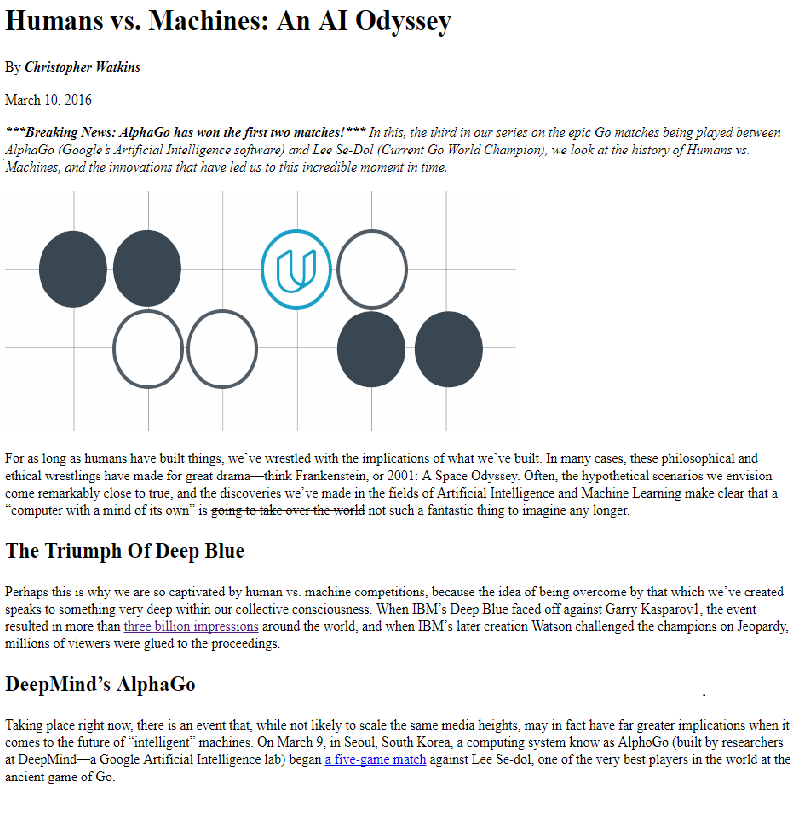 Humans vs. Machines: An AI Odyssey
By Christopher Watkins
March 10. 2016
***Breaking News: AlphaGo has won the first two matches!*** In this, the third in our series on the epic Go matches being played between
AlphaGo (Google's Artificial Intelligence software) and Lee Se-Dol (Current Go World Champion), we look at the history of Humans vs.
Machines, and the innovations that have led us to this incredible moment in time.
For as long as humans have built things, we've wrestled with the implications of what we've built. In many cases, these philosophical and
ethical wrestlings have made for great drama—think Frankenstein, or 2001: A Space Odyssey. Often, the hypothetical scenarios we envision
come remarkably close to true, and the discoveries we've made in the fields of Artificial Intelligence and Machine Learning make clear that a
“computer with a mind of its own” is going to take over the world not such a fantastic thing to imagine any longer.
The Triumph Of Deep Blue
Perhaps this is why we are so captivated by human vs. machine competitions, because the idea of being overcome by that which we've created
speaks to something very deep within our collective consciousness. When IBM's Deep Blue faced off against Garry Kasparov1, the event
resulted in more than three billion impressions around the world, and when IBM's later creation Watson challenged the champions on Jeopardy,
millions of viewers were glued to the proceedings.
DeepMind's AlphaGo
Taking place right now, there is an event that, while not likely to scale the same media heights, may in fact have far greater implications when it
comes to the future of “intelligent” machines. On March 9, in Seoul, South Korea, a computing system know as AlphoGo (built by researchers
at DeepMind—a Google Artificial Intelligence lab) began a five-game match against Lee Se-dol, one of the very best players in the world at the
ancient game of Go.